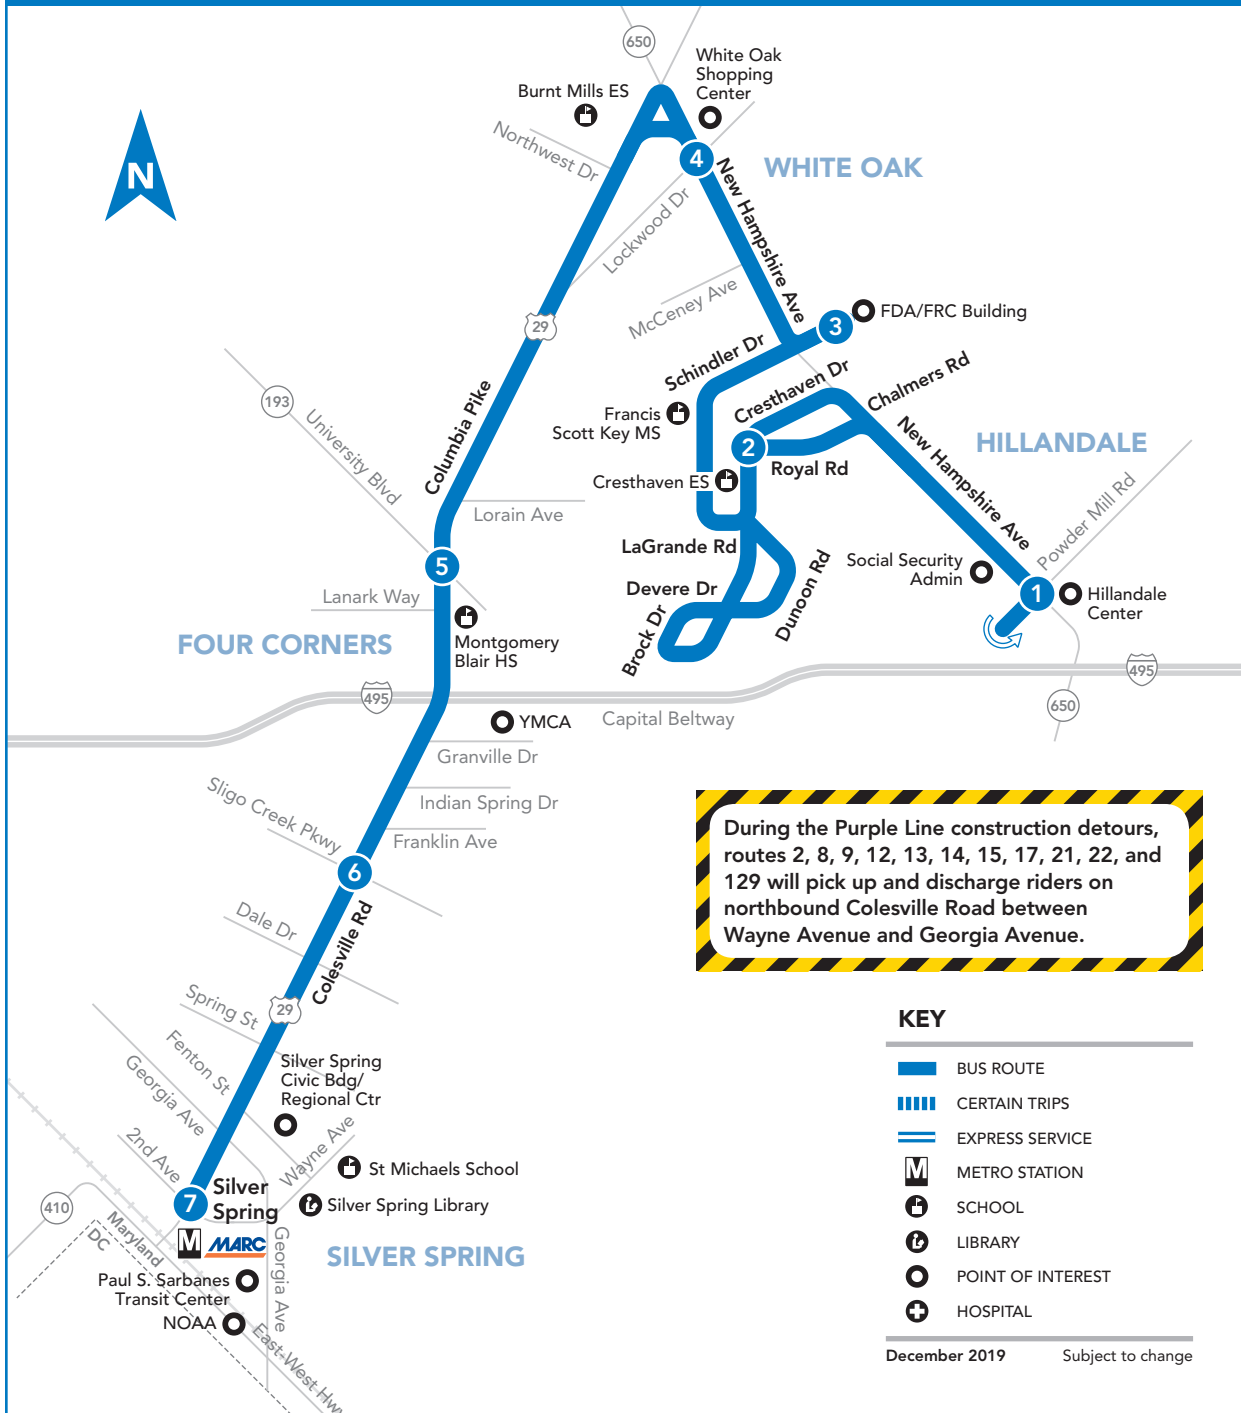 650
White Oak
Shopping
Center
Burnt Mills ES
N
Northwest Dr
4
WHITE OAK
New Hampshire Ave
Lockwood Dr
McCeney Ave
29
3
FDA/FRC Building
Schindler Dr
Cresthaven Dr
Chalmers Rd
193
University Blvd
Columbia Pike
Francis
Scott Key MS
2
Royal Rd
New Hampshire Ave
HILLANDALE
Cresthaven ES
Powder Mill Rd
Lorain Ave
LaGrande Rd
5
Social Security
Admin
Devere Dr
Dunoon Rd
1
Hillandale
Center
Lanark Way
Brock Dr
FOUR CORNERS
Montgomery
Blair HS
495
495
650
YMCA
Capital Beltway
Granville Dr
Sligo Creek Pkwy
Indian Spring Dr
Franklin Ave
6
During the Purple Line construction detours,
routes 2, 8, 9, 12, 13, 14, 15, 17, 21, 22, and
129 will pick up and discharge riders on
northbound Colesville Road between
Wayne Avenue and Georgia Avenue.
Dale Dr
Colesville Rd
Spring St
29
Fenton St
Georgia Ave
Silver Spring
Civic Bdg/
Regional Ctr
2nd Ave
Wayne Ave
St Michaels School
7
Silver
Spring
Silver Spring Library
410
Maryland
DC
M
MARC
Georgia Ave
SILVER SPRING
Paul S. Sarbanes
Transit Center
NOAA
East-West Hwy
KEY
BUS ROUTE
CERTAIN TRIPS
EXPRESS SERVICE
M
METRO STATION
SCHOOL
LIBRARY
POINT OF INTEREST
HOSPITAL
December 2019
Subject to change